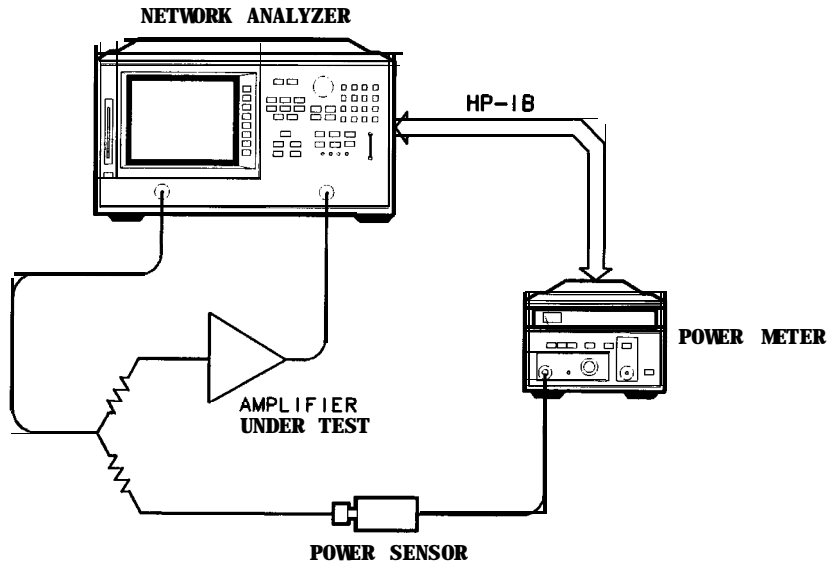 NETWORK ANALYZER
HP-IB
POWER METER
AMPLIFIER
UNDER TEST
POWER SENSOR